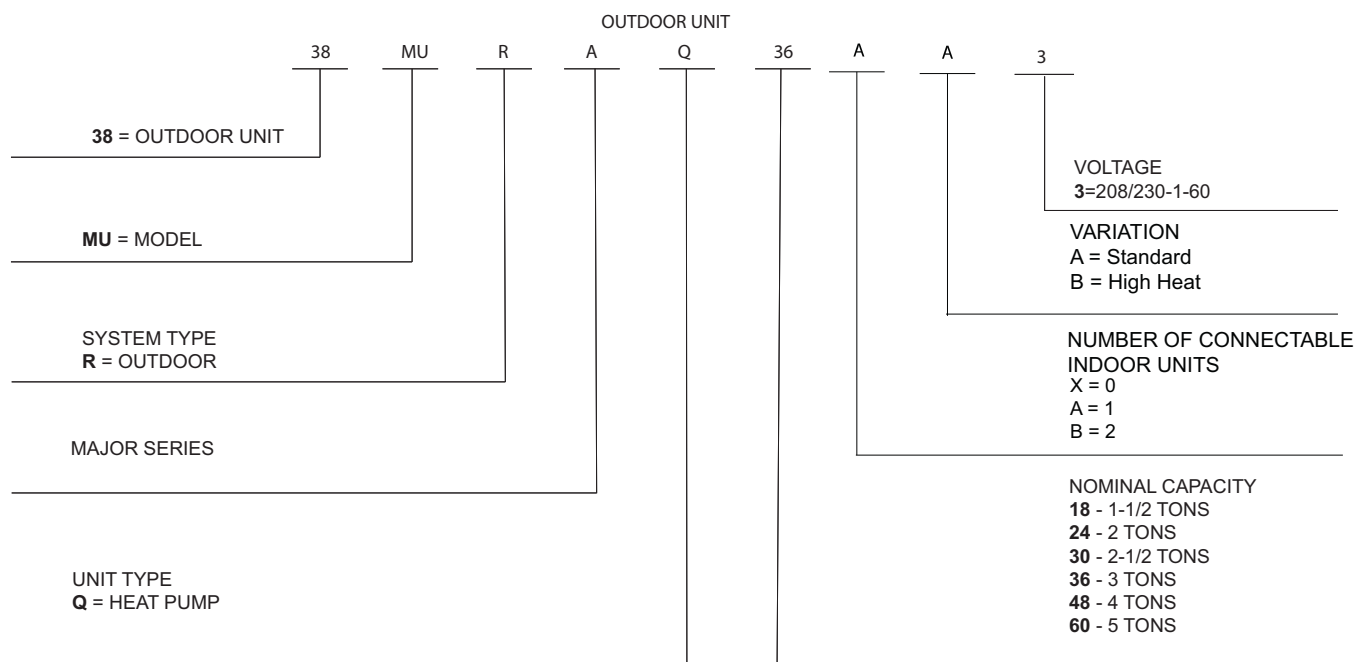 OUTDOOR UNIT
38 MU R A Q 36 A A 3
38 = OUTDOOR UNIT
MU = MODEL
SYSTEM TYPE
R = OUTDOOR
MAJOR SERIES
UNIT TYPE
Q = HEAT PUMP
VOLTAGE
3=208/230-1-60
VARIATION
A = Standard
B = High Heat
NUMBER OF CONNECTABLE
INDOOR UNITS
X = 0
A = 1
B = 2
NOMINAL CAPACITY
18 - 1-1/2 TONS
24 - 2 TONS
30 - 2-1/2 TONS
36 - 3 TONS
48 - 4 TONS
60 - 5 TONS